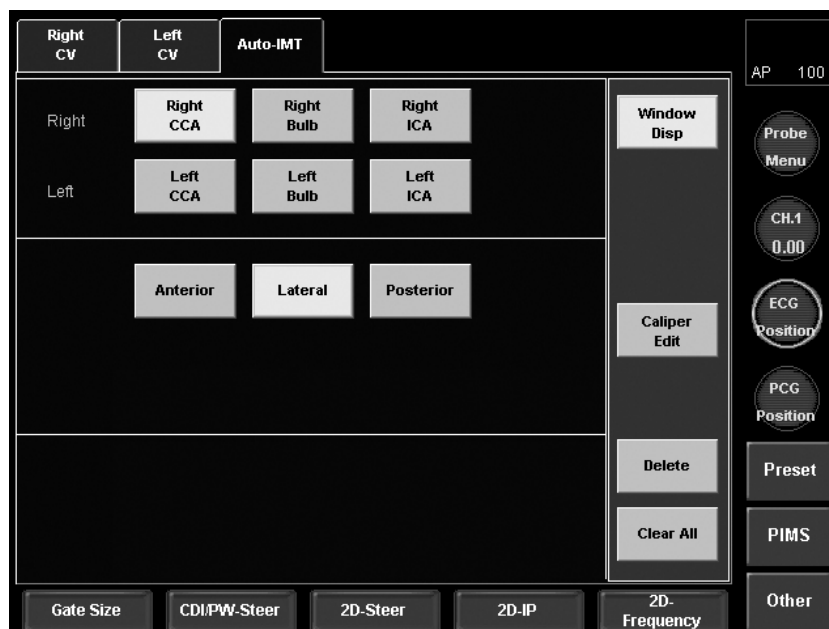 Right CV
Left CV
Auto-IMT
AP 100
Right
Right CCA
Right Bulb
Right ICA
Window Disp
Probe Menu
Left
Left CCA
Left Bulb
Left ICA
CH.1 0.00
Anterior
Lateral
Posterior
Caliper Edit
ECG Position
PCG Position
Delete
Preset
Clear All
PIMS
Gate Size
CDI/PW-Steer
2D-Steer
2D-IP
2D-Frequency
Other